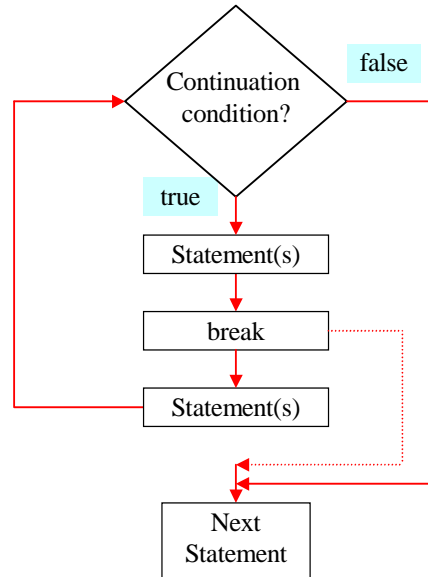 Continuation
condition?
false
true
Statement(s)
break
Statement(s)
Next
Statement